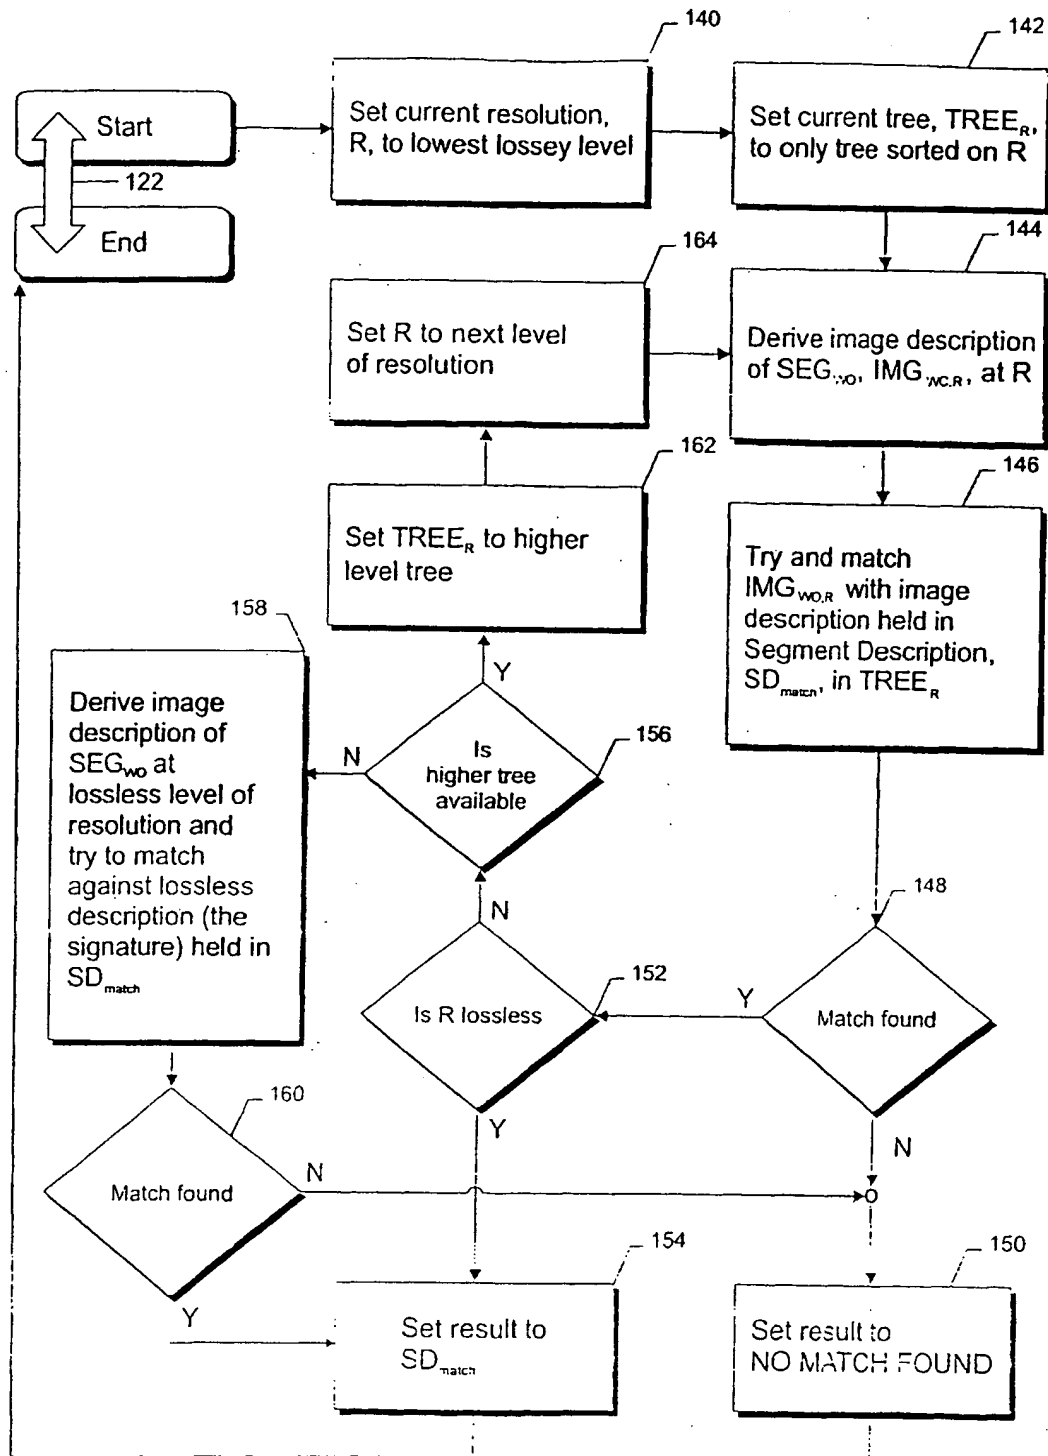 140
142
Start
Set current resolution,
R, to lowest lossey level
Set current tree, TREE_R,
to only tree sorted on R
122
End
164
144
Set R to next level
of resolution
Derive image description
of SEG_WO, IMG_WO,R, at R
162
146
Set TREE_R to higher
level tree
Try and match
IMG_WO,R with image
description held in
Segment Description,
SD_match, in TREE_R
158
Derive image
description of
SEG_WO at
lossless level of
resolution and
try to match
against lossless
description (the
signature) held in
SD_match
Y
N
Is
higher tree
available
156
148
N
152
Is R lossless
Y
Match found
160
Y
N
Match found
N
154
150
Y
Set result to
SD_match
Set result to
NO MATCH FOUND